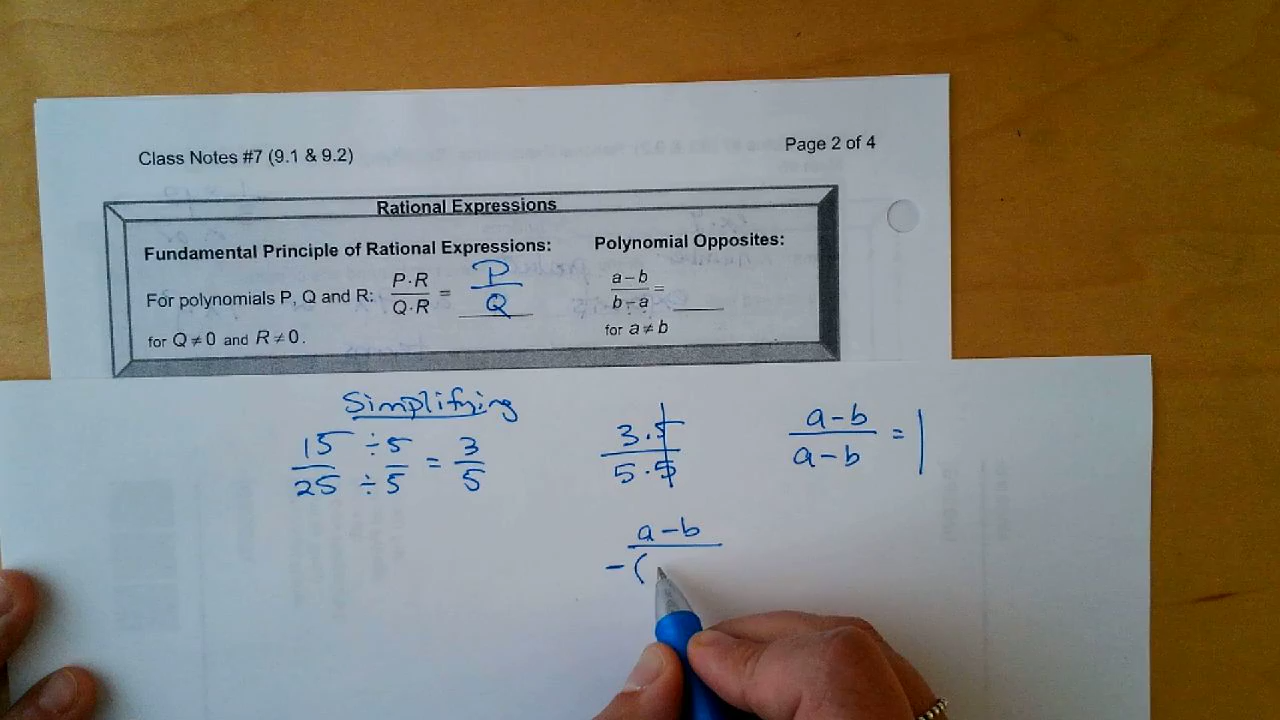 Class Notes #7 (9.1 & 9.2) Page 2 of 4
Rational Expressions
Fundamental Principle of Rational Expressions: Polynomial Opposites:
For polynomials P, Q and R: P·R/Q·R = P/Q a-b/b-a = ____
for Q≠0 and R≠0. for a≠b
Simplifying
15/25 ÷5/÷5 = 3/5 3·5/5·5 a-b/a-b = 1
a-b/-(